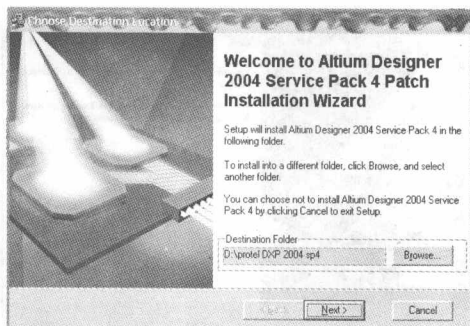 Choose Destination Location
Welcome to Altium Designer
2004 Service Pack 4 Patch
Installation Wizard
Setup will install Altium Designer 2004 Service Pack 4 in the
following folder.
To install into a different folder, click Browse, and select
another folder.
You can choose not to install Altium Designer 2004 Service
Pack 4 by clicking Cancel to exit Setup.
Destination Folder
D:\protel DXP 2004 sp4
Browse...
Next >
Cancel